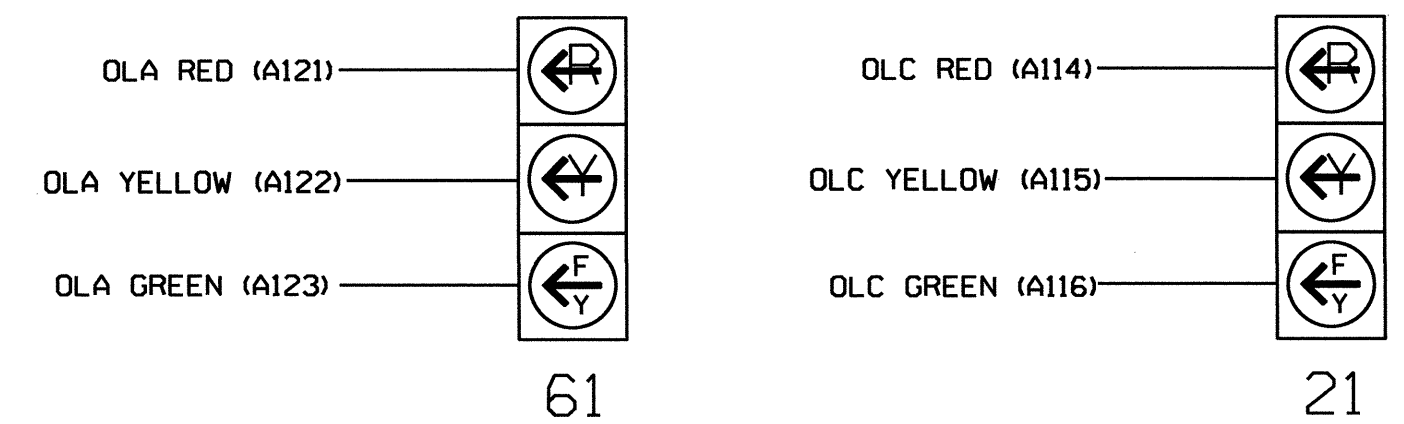 OLA RED (A121)
R
OLA YELLOW (A122)
Y
OLA GREEN (A123)
F
Y
61
OLC RED (A114)
R
OLC YELLOW (A115)
Y
OLC GREEN (A116)
F
Y
21